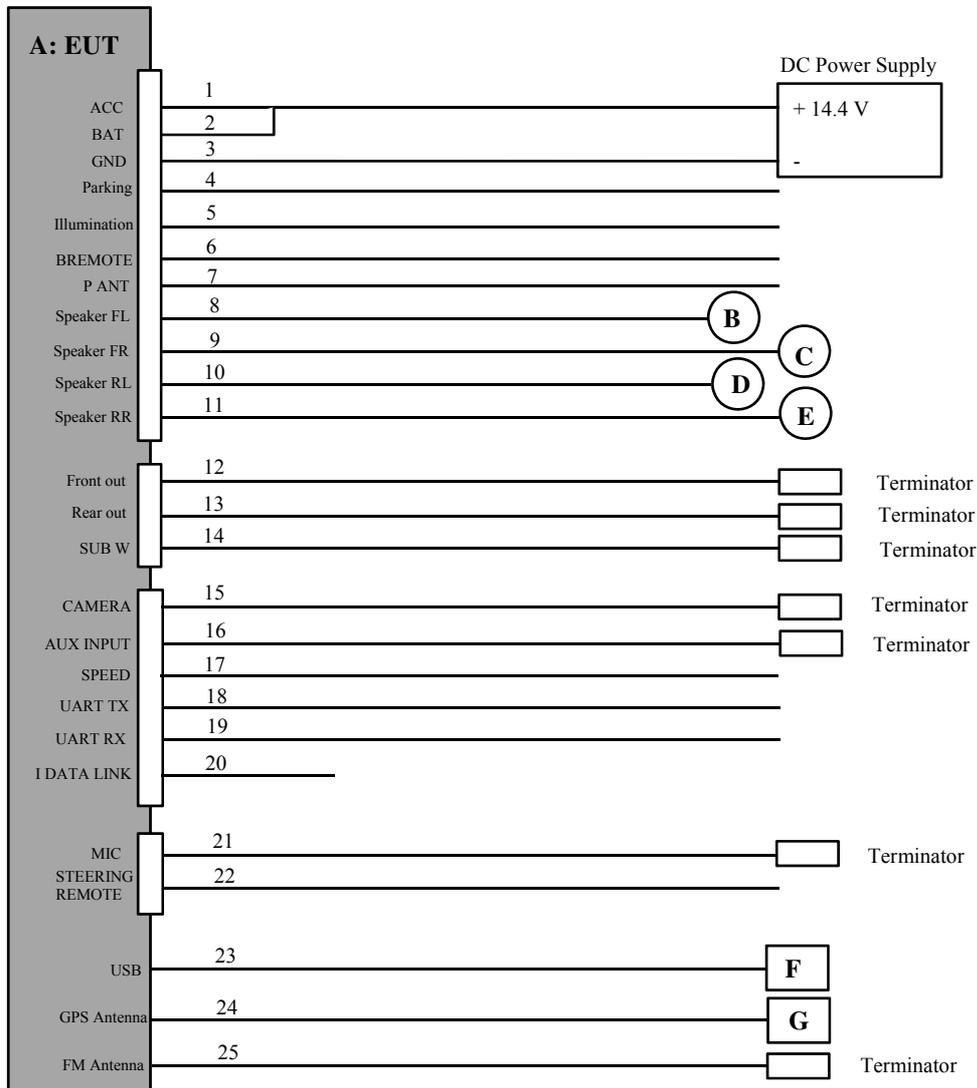 A: EUT
DC Power Supply
ACC 1 + 14.4 V
BAT 2
GND 3 -
Parking 4
Illumination 5
BREMOTE 6
P ANT 7
Speaker FL 8 B
Speaker FR 9 C
Speaker RL 10 D
Speaker RR 11 E
Front out 12 Terminator
Rear out 13 Terminator
SUB W 14 Terminator
CAMERA 15 Terminator
AUX INPUT 16 Terminator
SPEED 17
UART TX 18
UART RX 19
I DATA LINK 20
MIC 21 Terminator
STEERING 22
REMOTE
USB 23 F
GPS Antenna 24 G
FM Antenna 25 Terminator